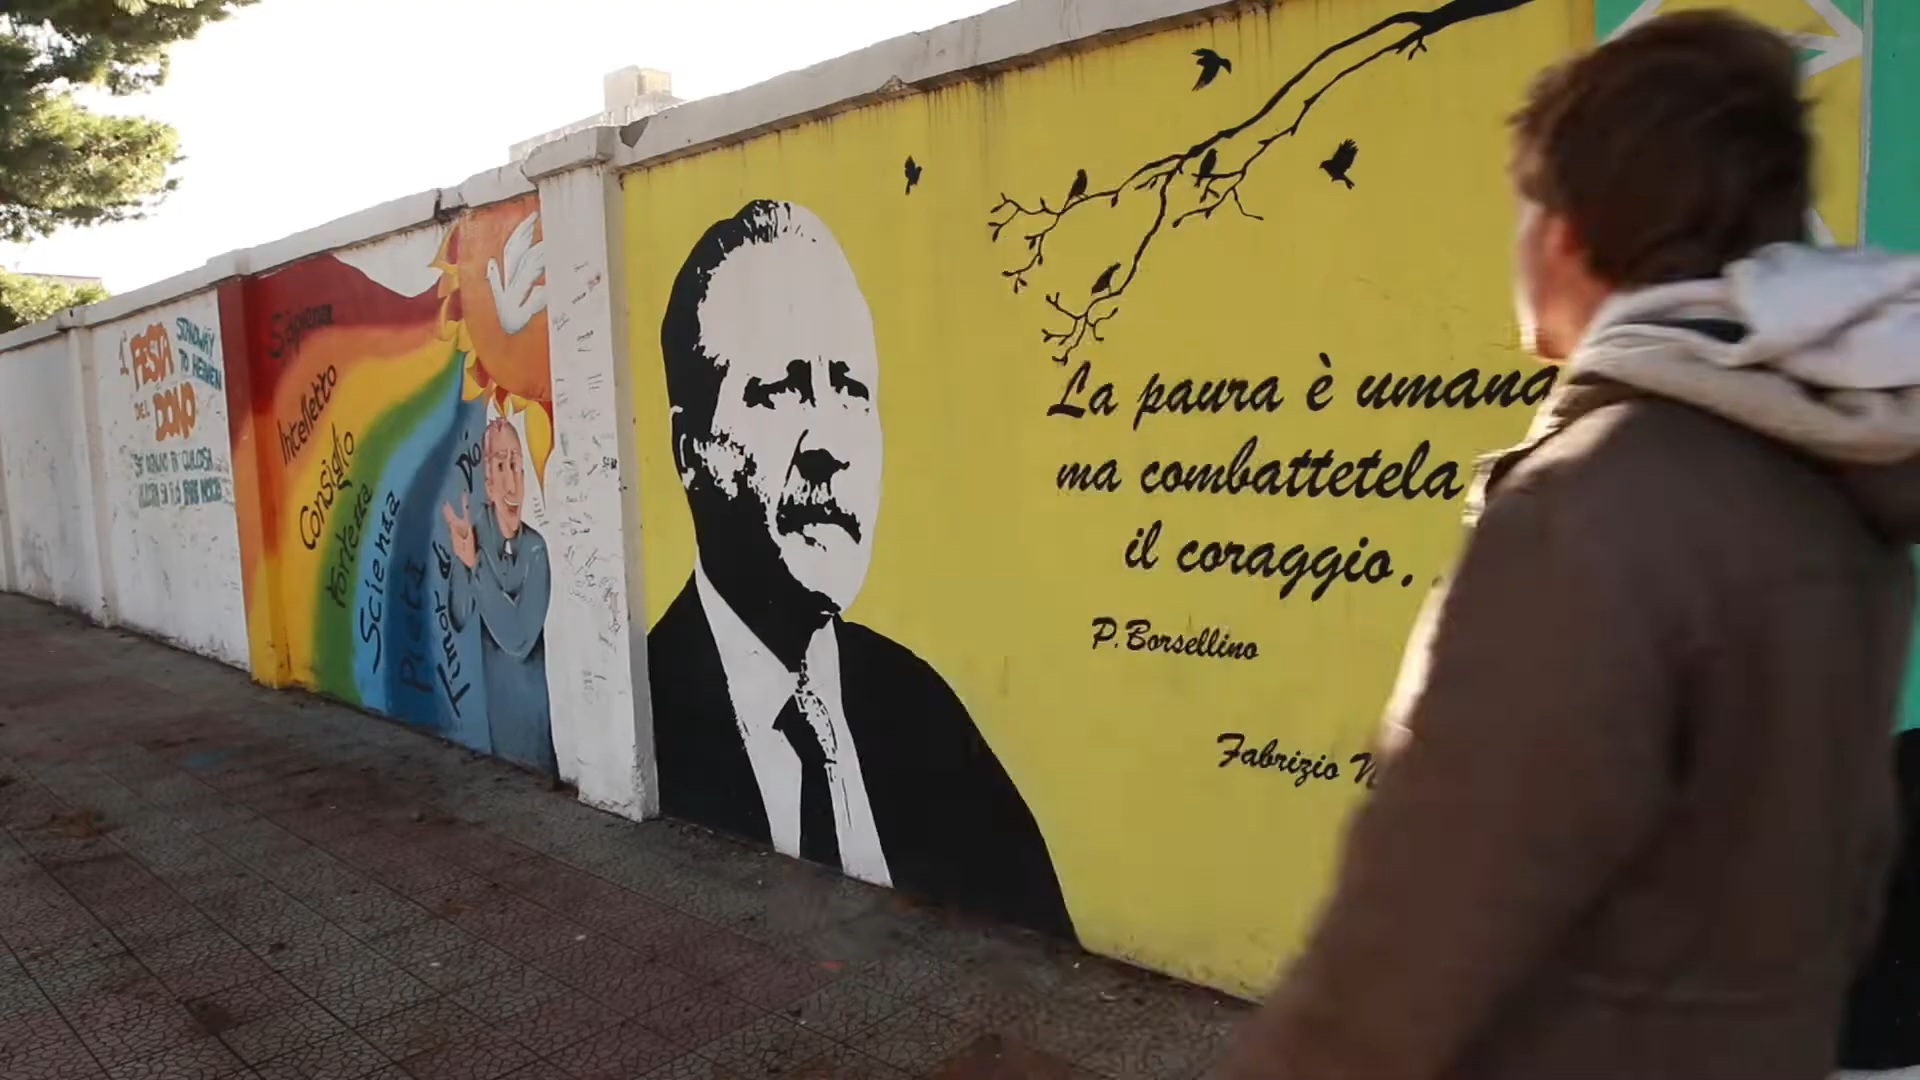 1ª FESTA
DEL DONO
STAIRWAY
TO HEAVEN
Sapienza
Intelletto
Consiglio
Fortezza
Scienza
Pietà
Timor di Dio
La paura è umana
ma combattetela
il coraggio.
P. Borsellino
Fabrizio